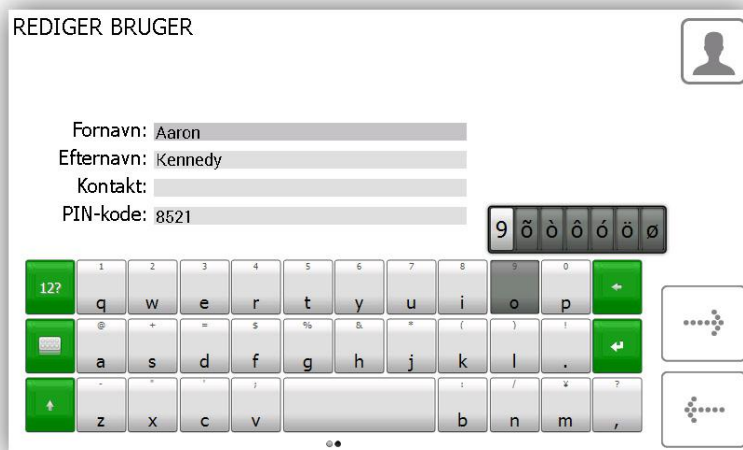 REDIGER BRUGER
Fornavn: Aaron
Efternavn: Kennedy
Kontakt:
PIN-kode: 8521
9 õ ò ô ó ö ø
1 2 3 4 5 6 7 8 9 0
12? q w e r t y u i o p
@ + = $ % & * ( ) !
a s d f g h j k l .
- " ' ; : / ¥ ?
z x c v b n m ,